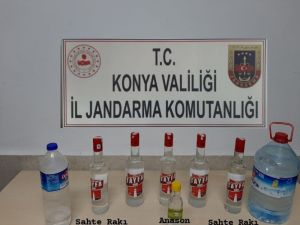 T.C.
KONYA VALİLİĞİ
İL JANDARMA KOMUTANLIĞI
Sahte Rakı Anason Sahte Rakı